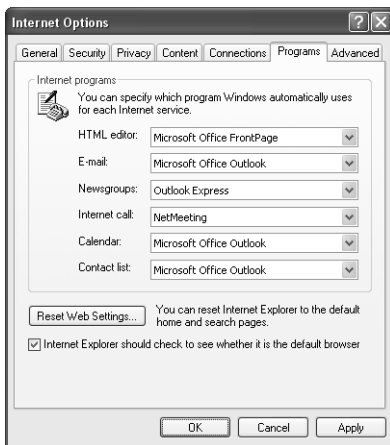 Internet Options
General Security Privacy Content Connections Programs Advanced
Internet programs
You can specify which program Windows automatically uses
for each Internet service.
HTML editor: Microsoft Office FrontPage
E-mail: Microsoft Office Outlook
Newsgroups: Outlook Express
Internet call: NetMeeting
Calendar: Microsoft Office Outlook
Contact list: Microsoft Office Outlook
Reset Web Settings... You can reset Internet Explorer to the default
home and search pages.
Internet Explorer should check to see whether it is the default browser
OK Cancel Apply